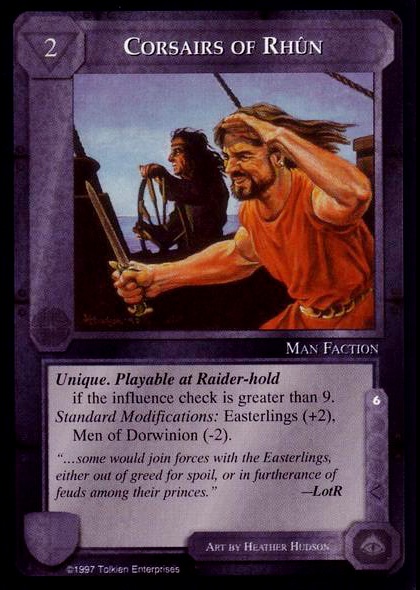 2
CORSAIRS OF RHÛN
MAN FACTION
Unique. Playable at Raider-hold
if the influence check is greater than 9.
Standard Modifications: Easterlings (+2),
Men of Dorwinion (-2).
6
“...some would join forces with the Easterlings,
either out of greed for spoil, or in furtherance of
feuds among their princes.” —LotR
ART BY HEATHER HUDSON
©1997 Tolkien Enterprises